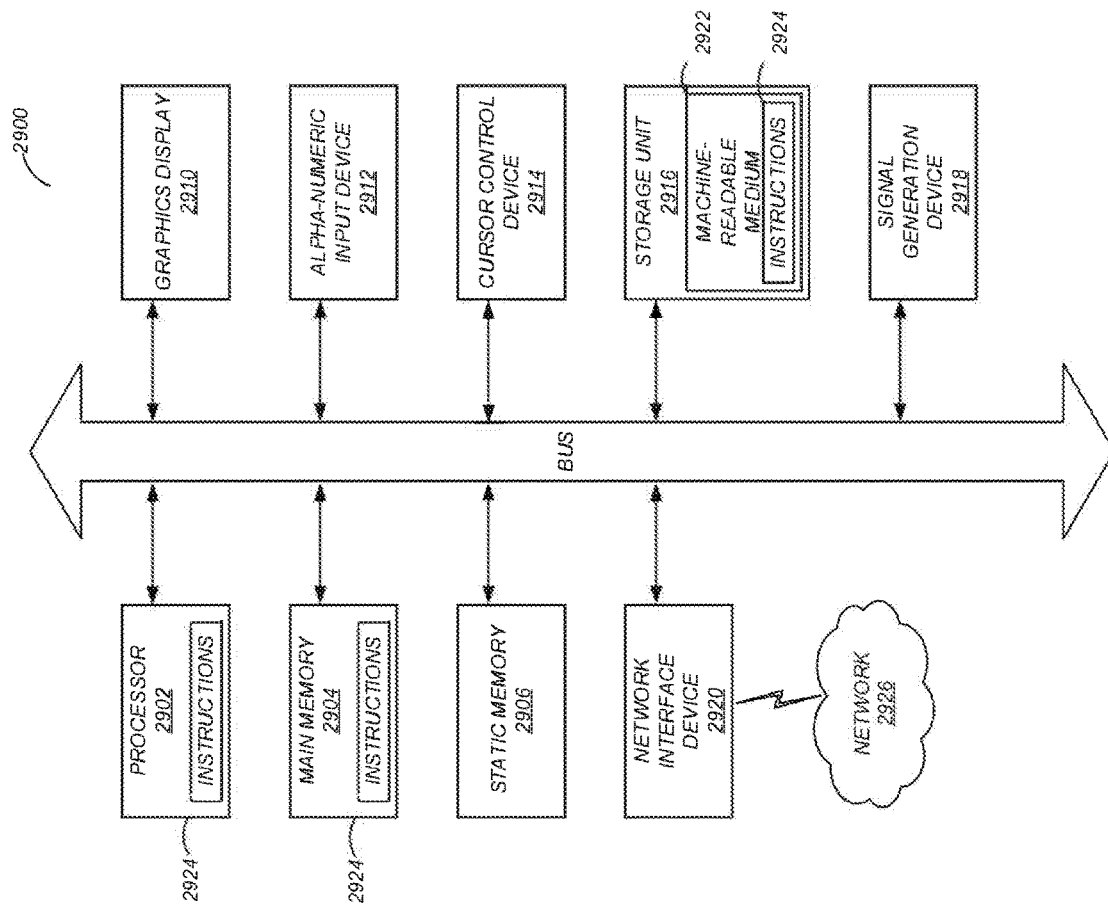 2900
PROCESSOR
2902
INSTRUCTIONS
2924
MAIN MEMORY
2904
INSTRUCTIONS
2924
STATIC MEMORY
2906
NETWORK
INTERFACE
DEVICE
2920
NETWORK
2926
BUS
GRAPHICS DISPLAY
2910
ALPHA-NUMERIC
INPUT DEVICE
2912
CURSOR CONTROL
DEVICE
2914
STORAGE UNIT
2916
MACHINE-
READABLE
MEDIUM
INSTRUCTIONS
2922
2924
SIGNAL
GENERATION
DEVICE
2918